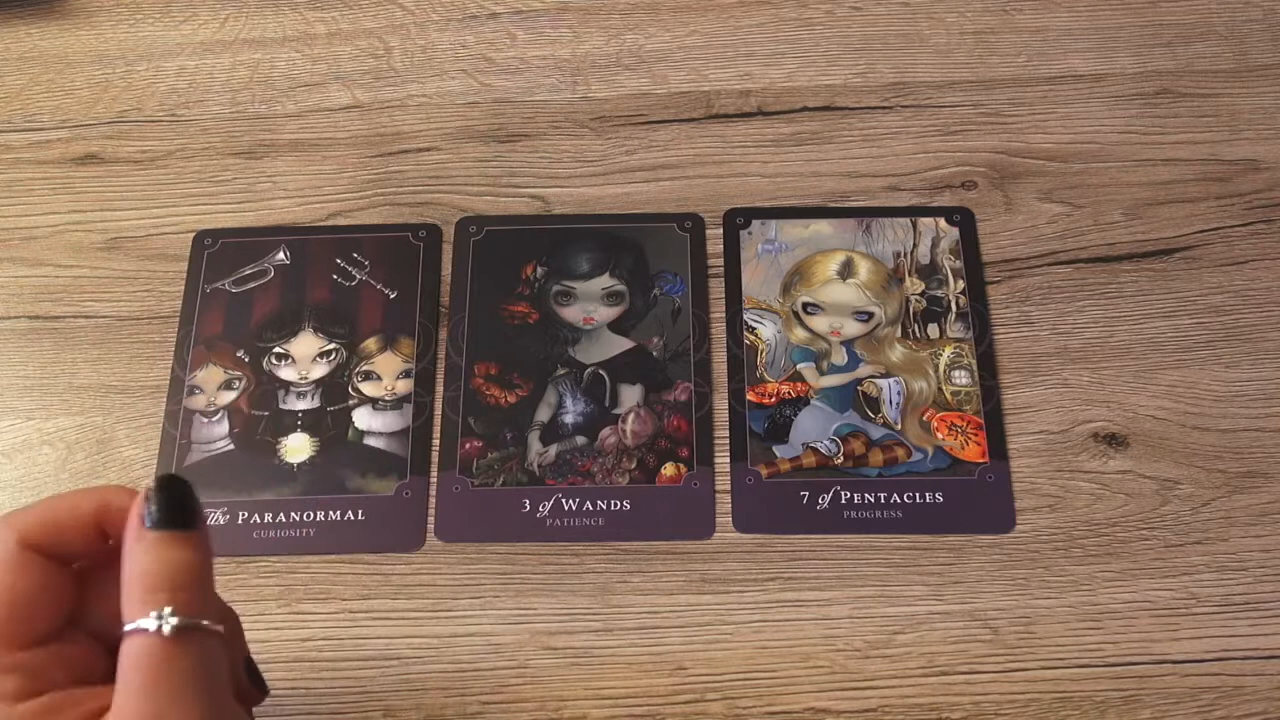 the PARANORMAL
CURIOSITY
3 of WANDS
PATIENCE
7 of PENTACLES
PROGRESS